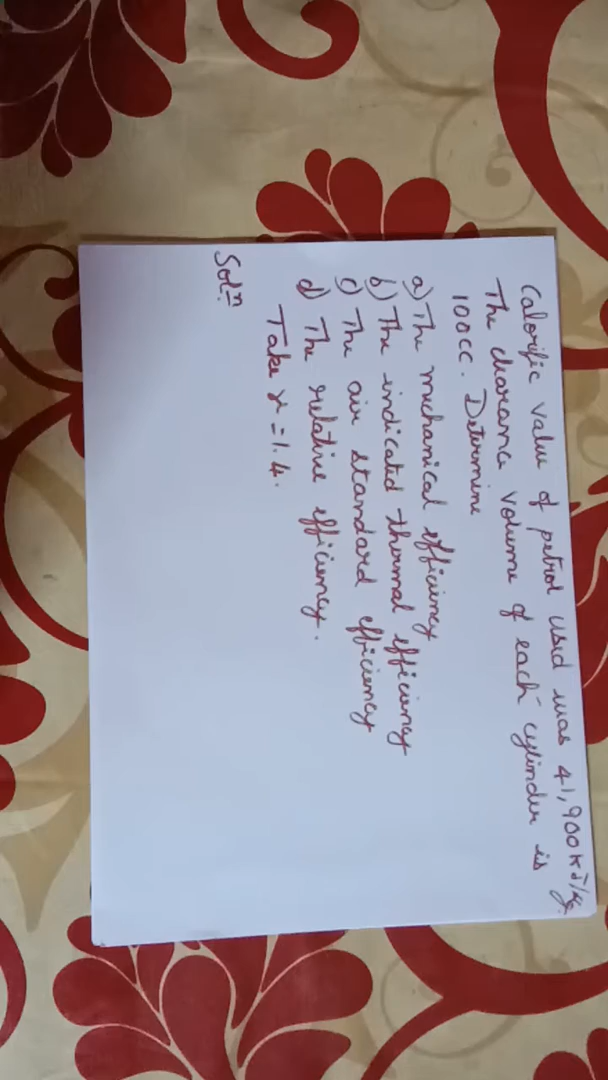 Calorific value of petrol used was 41,900 kJ/kg.
The clearance volume of each cylinder is
100cc. Determine
a) The mechanical efficiency
b) The indicated thermal efficiency
c) The air standard efficiency
d) The relative efficiency.
Take γ = 1.4.
Solⁿ: